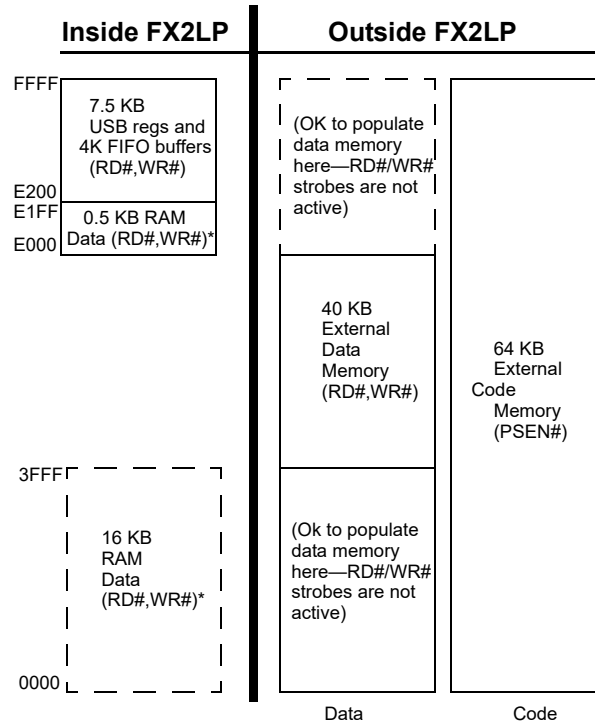 Inside FX2LP
Outside FX2LP
FFFF
7.5 KB
USB regs and
4K FIFO buffers
(RD#,WR#)
E200
E1FF
0.5 KB RAM
Data (RD#,WR#)*
E000
(OK to populate
data memory
here—RD#/WR#
strobes are not
active)
40 KB
External
Data
Memory
(RD#,WR#)
64 KB
External
Code
Memory
(PSEN#)
3FFF
16 KB
RAM
Data
(RD#,WR#)*
(Ok to populate
data memory
here—RD#/WR#
strobes are not
active)
0000
Data
Code